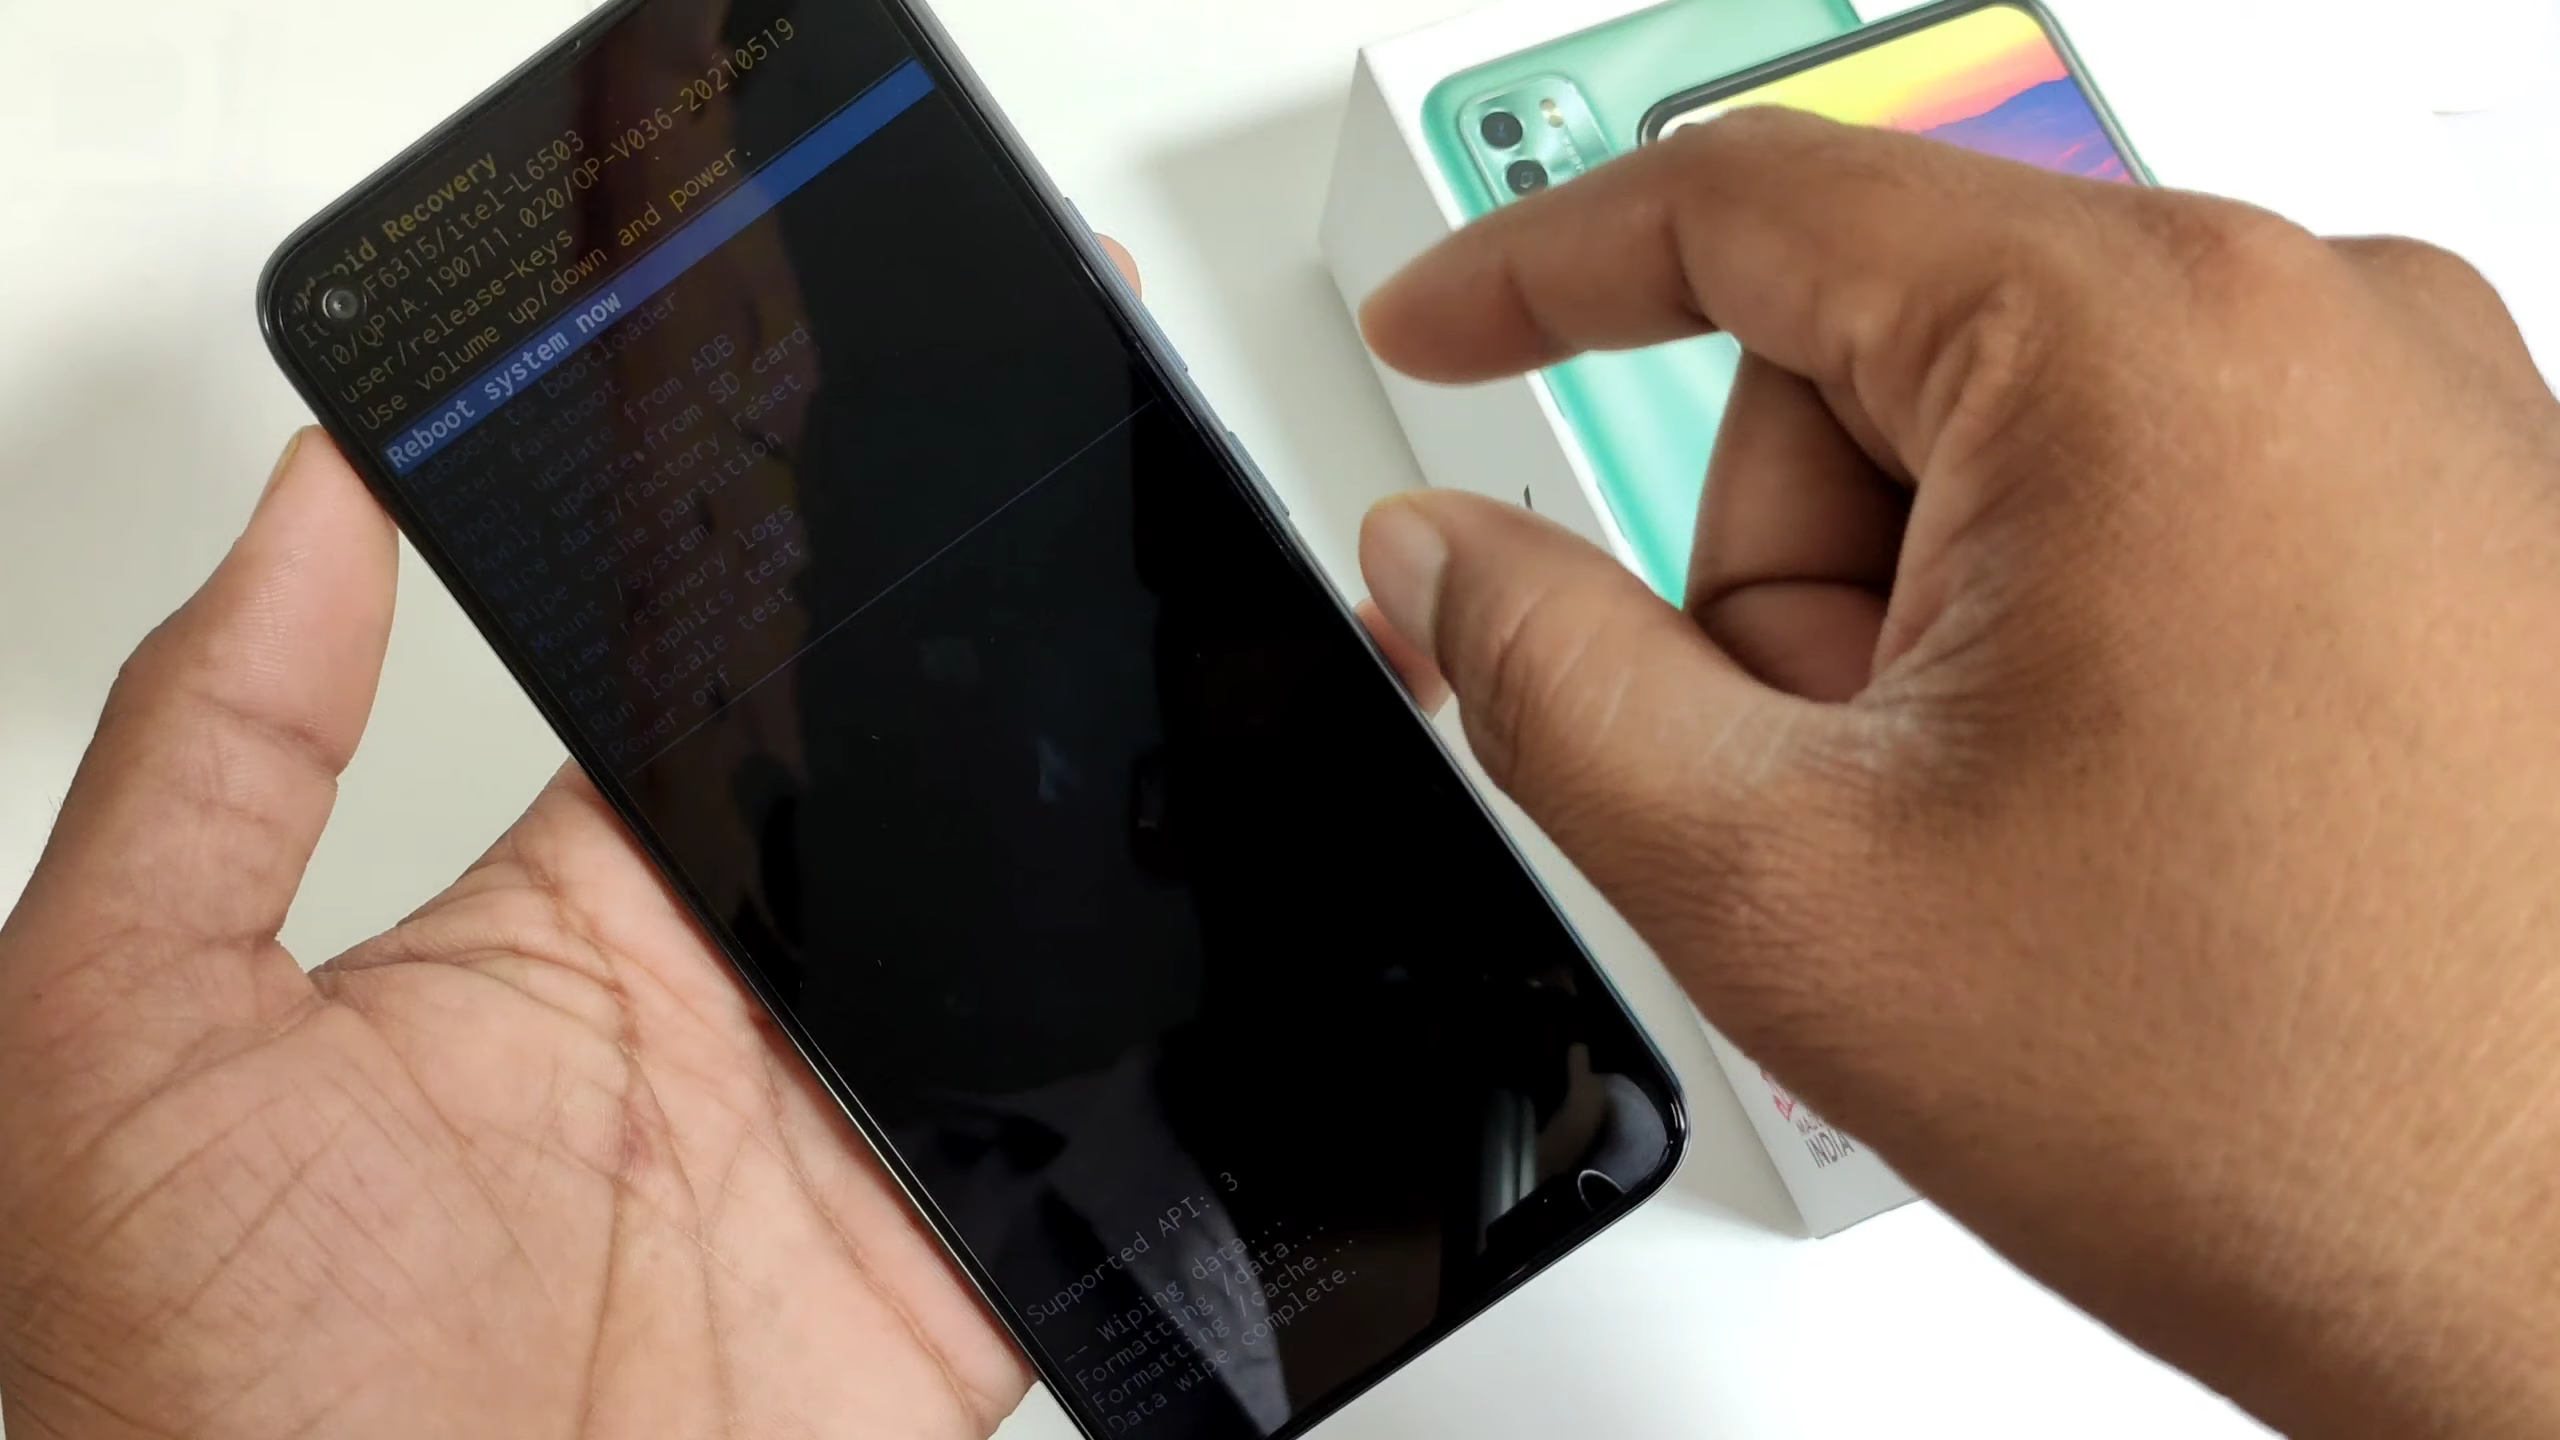 Android Recovery
F6315/itel-L6503
10/QP1A.190711.020/OP-V036-20210519
user/release-keys
Use volume up/down and power.
Reboot system now
Reboot to bootloader
Enter fastboot
Apply update from ADB
Apply update from SD card
Wipe data/factory reset
Wipe cache partition
Mount /system
View recovery logs
Run graphics test
Run locale test
Power off
Supported API: 3
-- Wiping data...
Formatting /data...
Formatting /cache...
Data wipe complete.
INDIA